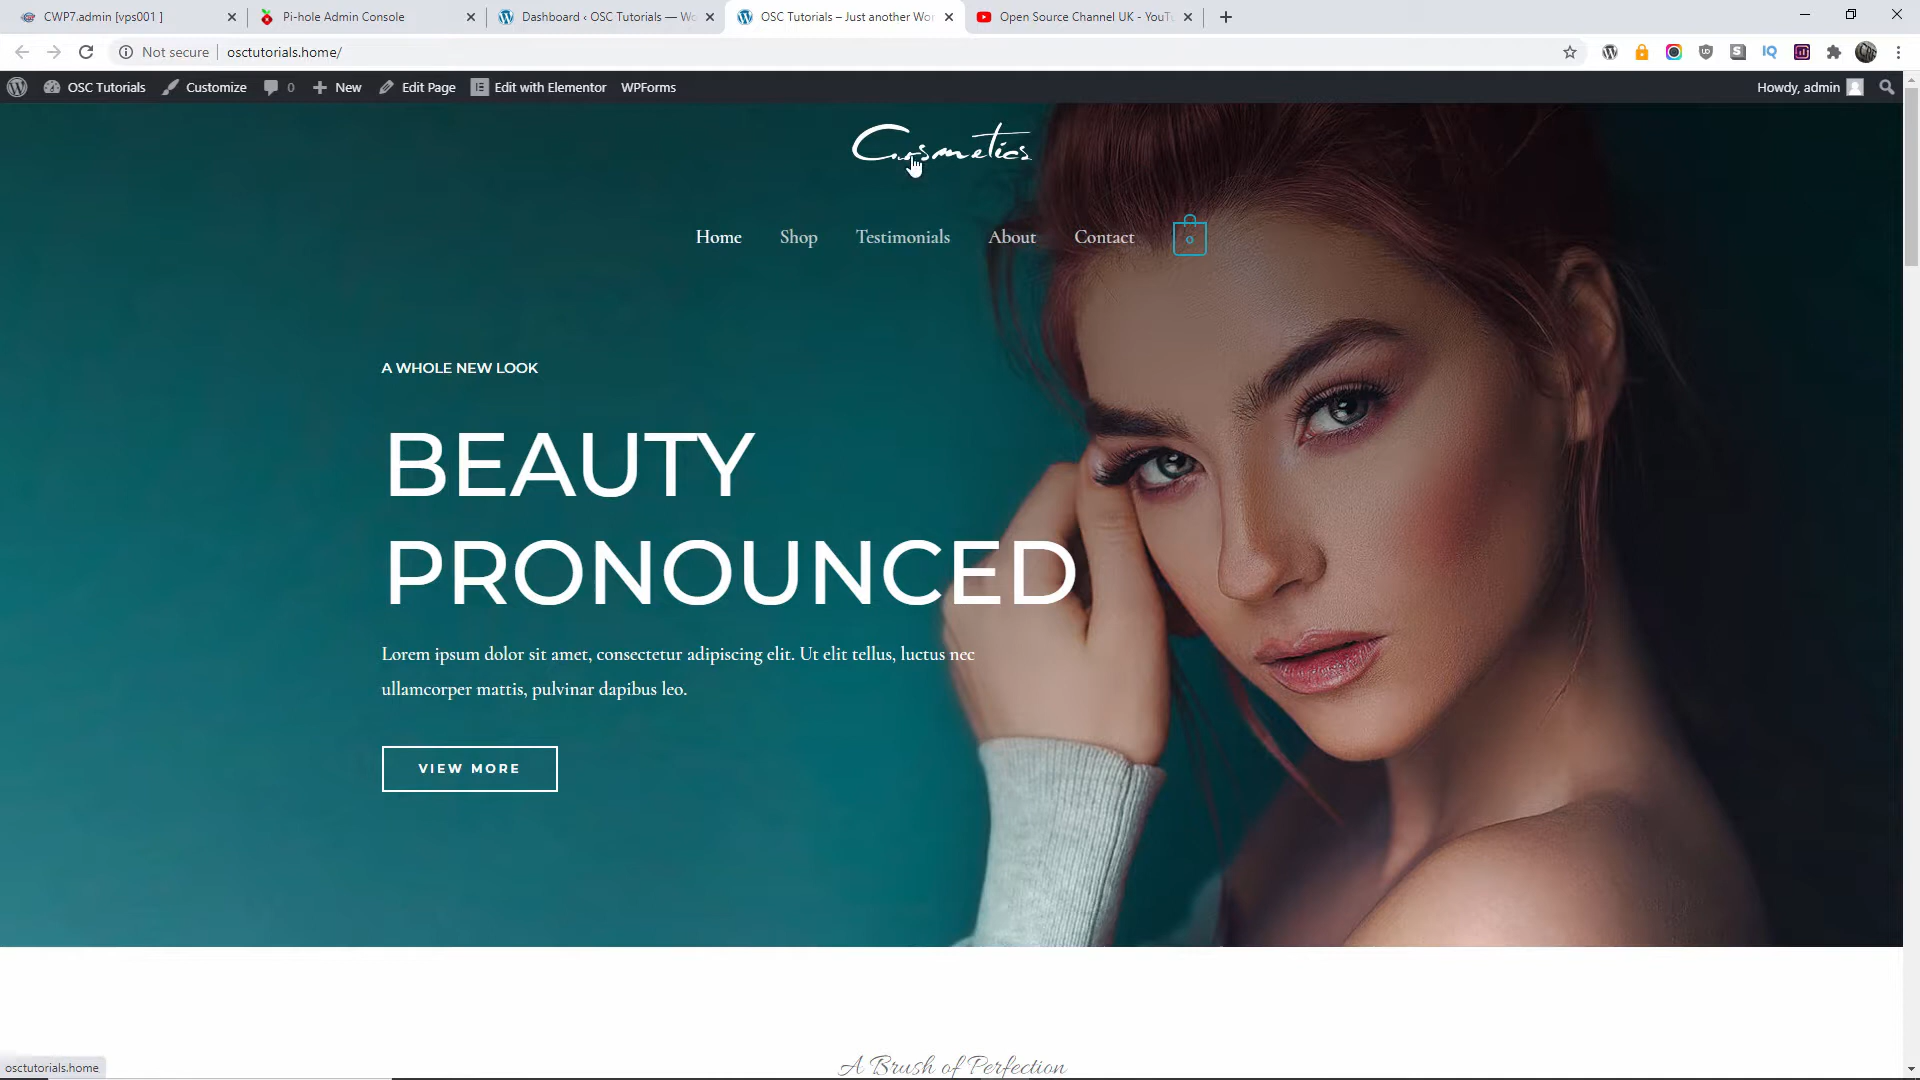 CWP7.admin [vps001 ]
Pi-hole Admin Console
Dashboard ‹ OSC Tutorials — Wo
OSC Tutorials – Just another Wor
Open Source Channel UK - YouTu
Not secure
osctutorials.home/
OSC Tutorials
Customize
0
New
Edit Page
Edit with Elementor
WPForms
Howdy, admin
Cosmetics
Home
Shop
Testimonials
About
Contact
0
A WHOLE NEW LOOK
BEAUTY
PRONOUNCED
Lorem ipsum dolor sit amet, consectetur adipiscing elit. Ut elit tellus, luctus nec
ullamcorper mattis, pulvinar dapibus leo.
VIEW MORE
A Brush of Perfection
osctutorials.home